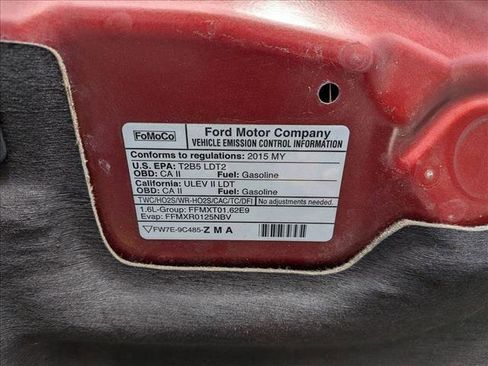 FoMoCo
Ford Motor Company
VEHICLE EMISSION CONTROL INFORMATION
Conforms to regulations: 2015 MY
U.S. EPA: T2B5 LDT2
OBD: CA II Fuel: Gasoline
California: ULEV II LDT
OBD: CA II Fuel: Gasoline
TWC/HO2S/WR-HO2S/CAC/TC/DFI No adjustments needed.
1.6L-Group: FFMXT01.62E9
Evap: FFMXR0125NBV
FW7E-9C485-ZMA